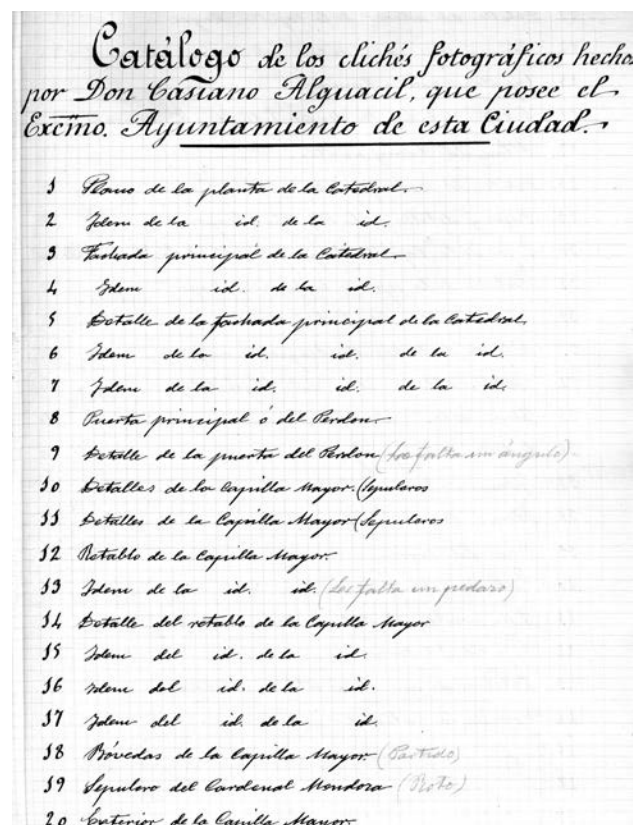 Catálogo de los clichés fotográficos hechos
por Don Casiano Alguacil, que posee el
Excmo. Ayuntamiento de esta Ciudad.
1 Plano de la planta de la Catedral
2 Idem de la id. de la id.
3 Fachada principal de la Catedral
4 Idem id. de la id.
5 Detalle de la fachada principal de la Catedral
6 Idem de la id. id. de la id.
7 Idem de la id. id. de la id.
8 Puerta principal ó del Perdon
9 Detalle de la puerta del Perdon (Le falta un ángulo).
10 Detalles de la Capilla Mayor. (Sepulcros
11 Detalles de la Capilla Mayor (Sepulcros
12 Retablo de la Capilla Mayor.
13 Idem de la id. id. (Le falta un pedazo)
14 Detalle del retablo de la Capilla Mayor
15 Idem del id. de la id.
16 Idem del id. de la id.
17 Idem del id. de la id.
18 Bóvedas de la Capilla Mayor. (Partido)
19 Sepulcro del Cardenal Mendoza (Roto)
20 Exterior de la Capilla Mayor.